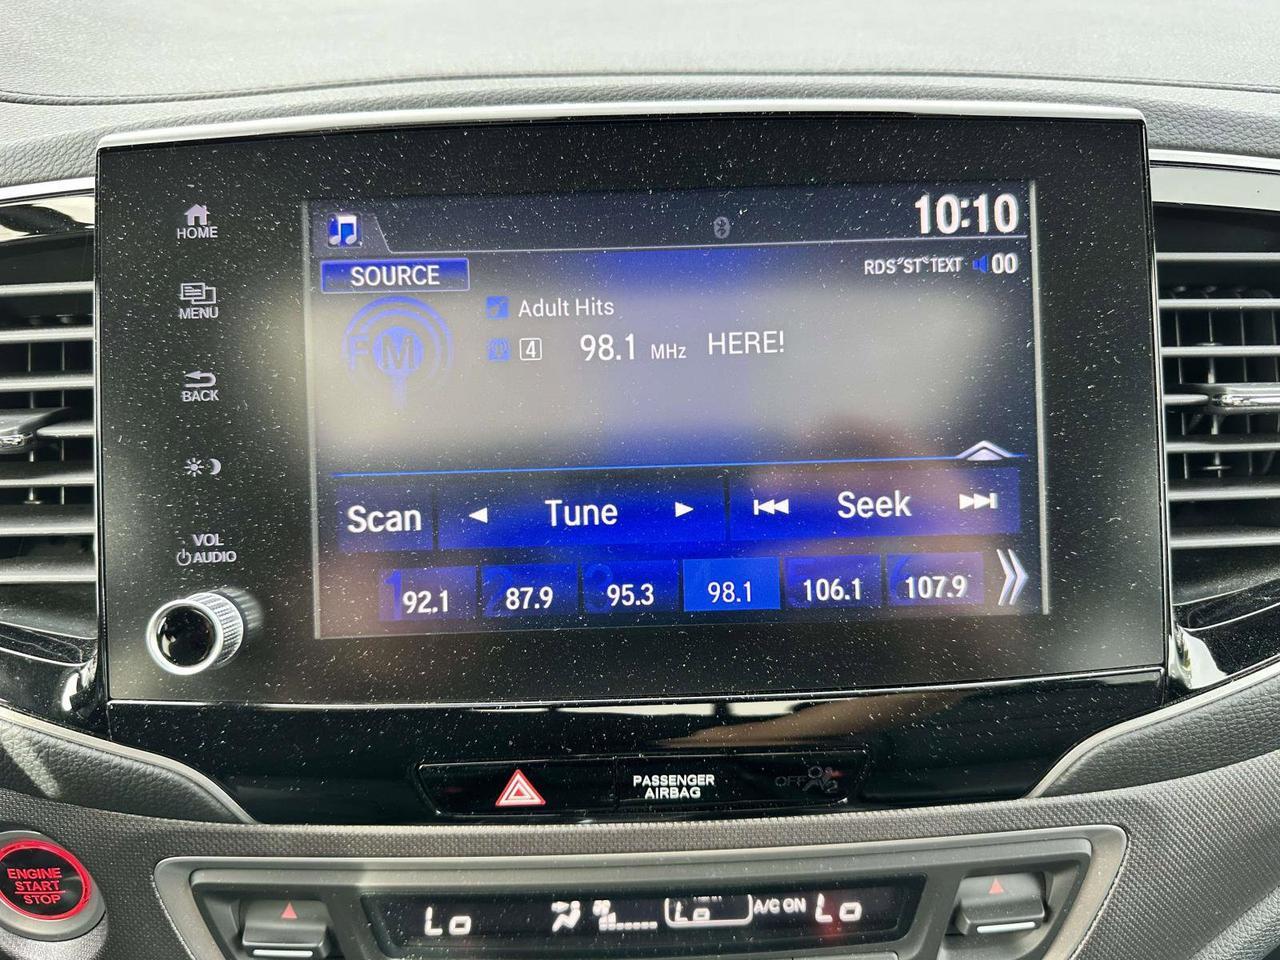 HOME
MENU
BACK
VOL
AUDIO
10:10
SOURCE
RDS ST TEXT 00
FM
Adult Hits
4 98.1 MHz HERE!
Scan Tune Seek
1 92.1 2 87.9 3 95.3 4 98.1 5 106.1 6 107.9
PASSENGER
AIRBAG
OFF
2
ENGINE
START
STOP
Lo Lo A/C ON Lo